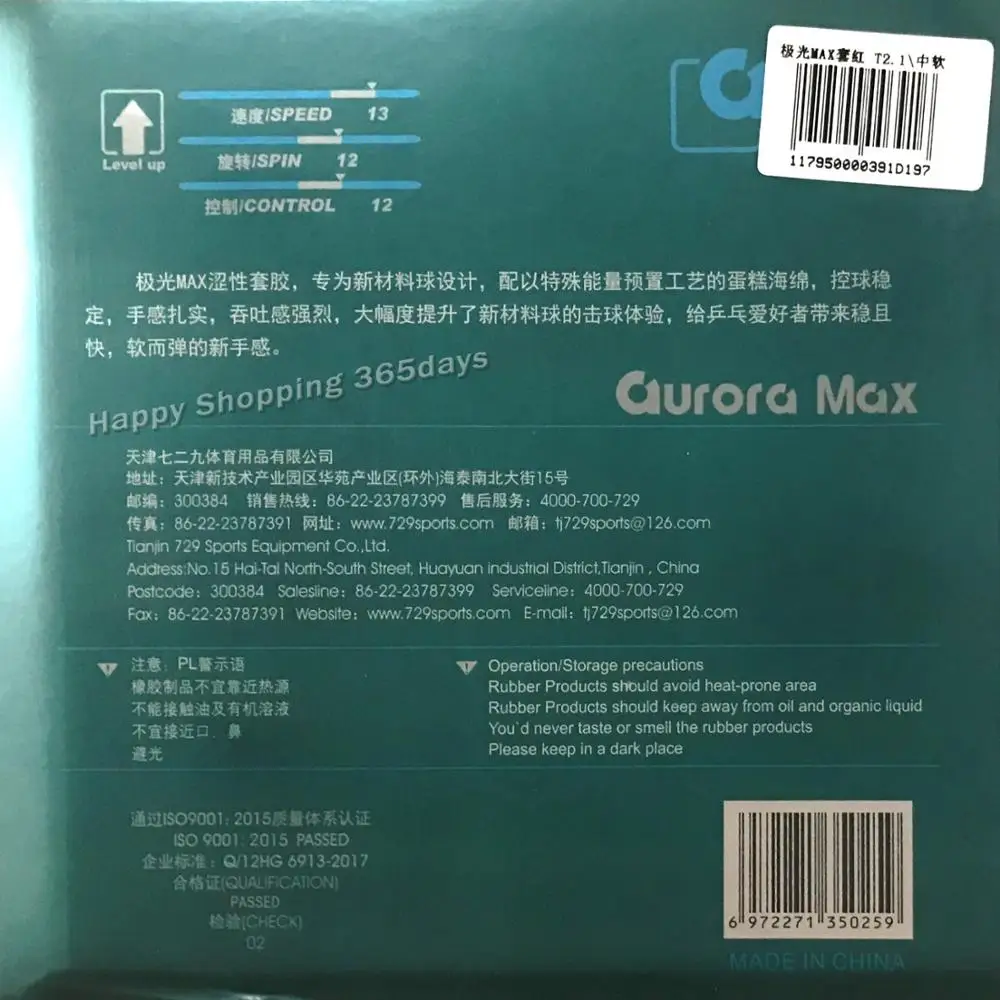 极光MAX套红 T2.1\中软
117950000391D197
Level up
速度/SPEED 13
旋转/SPIN 12
控制/CONTROL 12
极光MAX涩性套胶，专为新材料球设计，配以特殊能量预置工艺的蛋糕海绵，控球稳
定，手感扎实，吞吐感强烈，大幅度提升了新材料球的击球体验，给乒乓爱好者带来稳且
快，软而弹的新手感。
Happy Shopping 365days
aurora Max
天津七二九体育用品有限公司
地址：天津新技术产业园区华苑产业区(环外)海泰南北大街15号
邮编：300384 销售热线：86-22-23787399 售后服务：4000-700-729
传真：86-22-23787391 网址：www.729sports.com 邮箱：tj729sports@126.com
Tianjin 729 Sports Equipment Co.,Ltd.
Address:No.15 Hai-Tai North-South Street, Huayuan industrial District,Tianjin , China
Postcode: 300384 Salesline: 86-22-23787399 Serviceline: 4000-700-729
Fax: 86-22-23787391 Website: www.729sports.com E-mail: tj729sports@126.com
注意：PL警示语
橡胶制品不宜靠近热源
不能接触油及有机溶液
不宜接近口、鼻
避光
Operation/Storage precautions
Rubber Products should avoid heat-prone area
Rubber Products should keep away from oil and organic liquid
You`d never taste or smell the rubber products
Please keep in a dark place
通过ISO9001: 2015质量体系认证
ISO 9001: 2015 PASSED
企业标准：Q/12HG 6913-2017
合格证(QUALIFICATION)
PASSED
检验(CHECK)
02
6 972271 350259
MADE IN CHINA